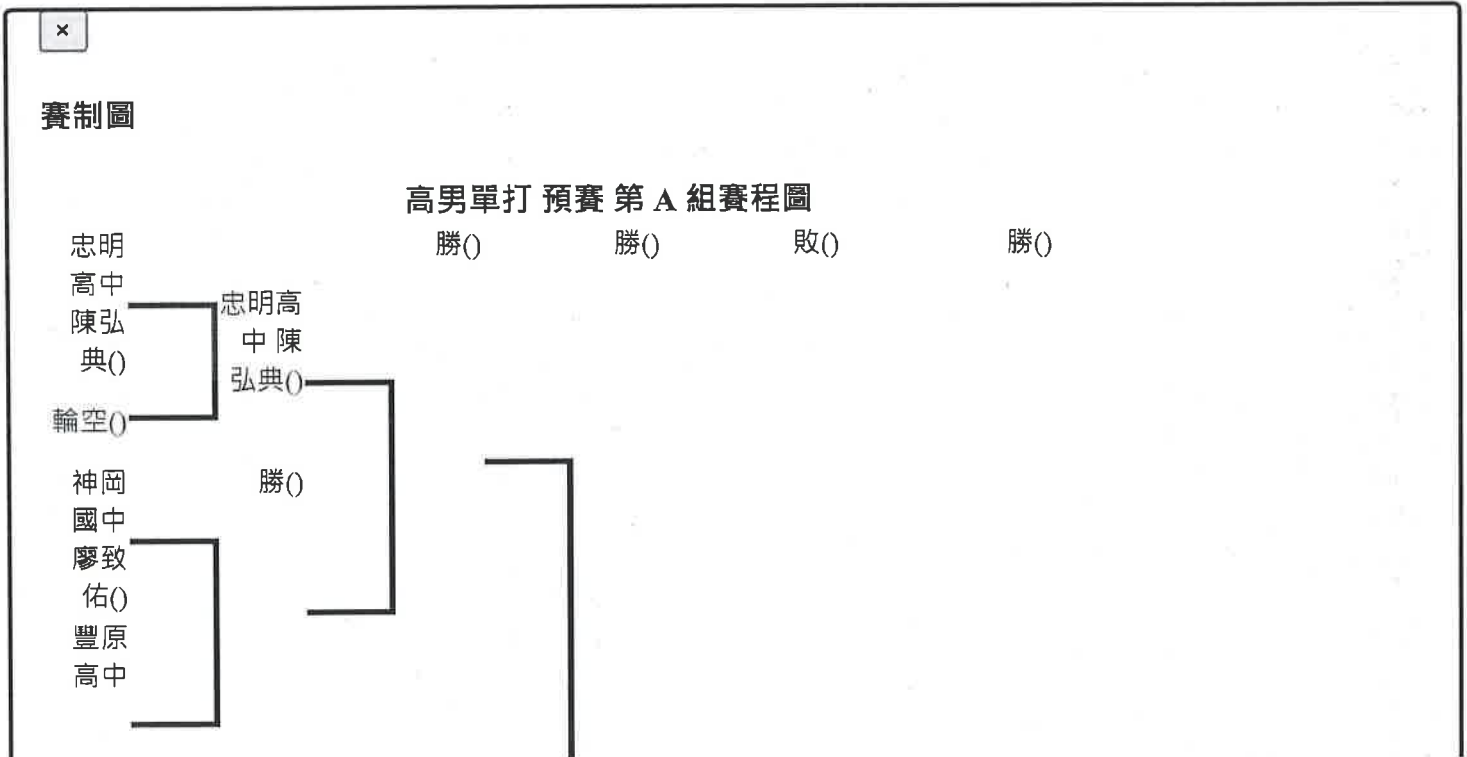 ×
賽制圖
高男單打 預賽 第 A 組賽程圖
忠明
高中
陳弘
典()
輪空()
神岡
國中
廖致
佑()
豐原
高中
忠明高
中 陳
弘典()
勝()
勝()
勝()
敗()
勝()